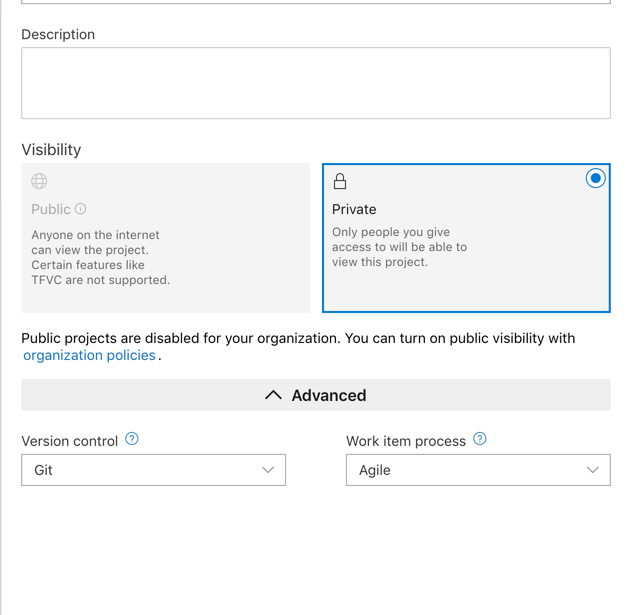 Description
Visibility
Public
Anyone on the internet
can view the project.
Certain features like
TFVC are not supported.
Private
Only people you give
access to will be able to
view this project.
Public projects are disabled for your organization. You can turn on public visibility with
organization policies.
Advanced
Version control
Git
Work item process
Agile